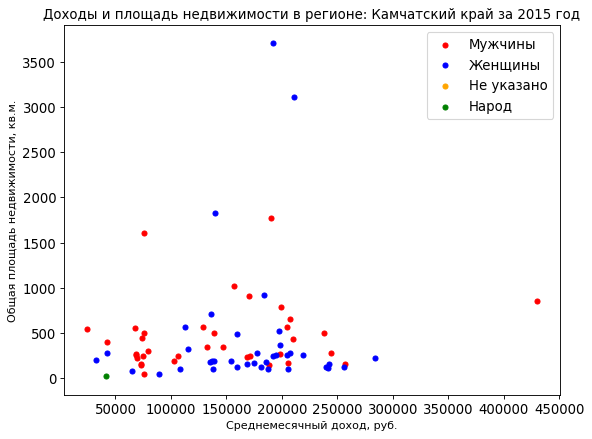 Доходы и площадь недвижимости в регионе: Камчатский край за 2015 год
Мужчины
Женщины
Не указано
Народ
Общая площадь недвижимости, кв.м.
3500
3000
2500
2000
1500
1000
500
0
50000 100000 150000 200000 250000 300000 350000 400000 450000
Среднемесячный доход, руб.